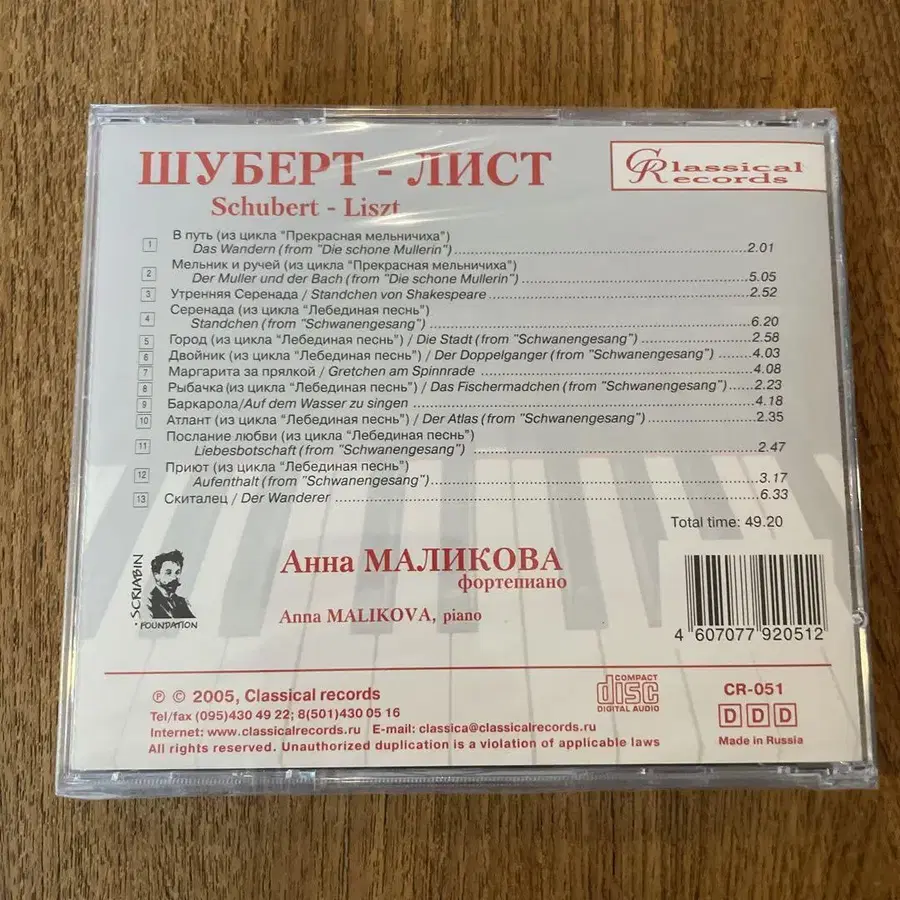 ШУБЕРТ - ЛИСТ
Classical Records
Schubert - Liszt
1 В путь (из цикла "Прекрасная мельничиха")
Das Wandern (from "Die schone Mullerin") 2.01
2 Мельник и ручей (из цикла "Прекрасная мельничиха")
Der Muller und der Bach (from "Die schone Mullerin") 5.05
3 Утренняя Серенада / Standchen von Shakespeare 2.52
4 Серенада (из цикла "Лебединая песнь")
Standchen (from "Schwanengesang") 6.20
5 Город (из цикла "Лебединая песнь") / Die Stadt (from "Schwanengesang") 2.58
6 Двойник (из цикла "Лебединая песнь") / Der Doppelganger (from "Schwanengesang") 4.03
7 Маргарита за прялкой / Gretchen am Spinnrade 4.08
8 Рыбачка (из цикла "Лебединая песнь") / Das Fischermadchen (from "Schwanengesang") 2.23
9 Баркарола/Auf dem Wasser zu singen 4.18
10 Атлант (из цикла "Лебединая песнь") / Der Atlas (from "Schwanengesang") 2.35
11 Послание любви (из цикла "Лебединая песнь")
Liebesbotschaft (from "Schwanengesang") 2.47
12 Приют (из цикла "Лебединая песнь")
Aufenthalt (from "Schwanengesang") 3.17
13 Скиталец / Der Wanderer 6.33
Total time: 49.20
SCRIABIN
FOUNDATION
Анна МАЛИКОВА
фортепиано
Anna MALIKOVA, piano
4 607077 920512
℗ © 2005, Classical records
Tel/fax (095)430 49 22; 8(501)430 05 16
Internet: www.classicalrecords.ru E-mail: classica@classicalrecords.ru
All rights reserved. Unauthorized duplication is a violation of applicable laws
COMPACT
disc
DIGITAL AUDIO
CR-051
D D D
Made in Russia